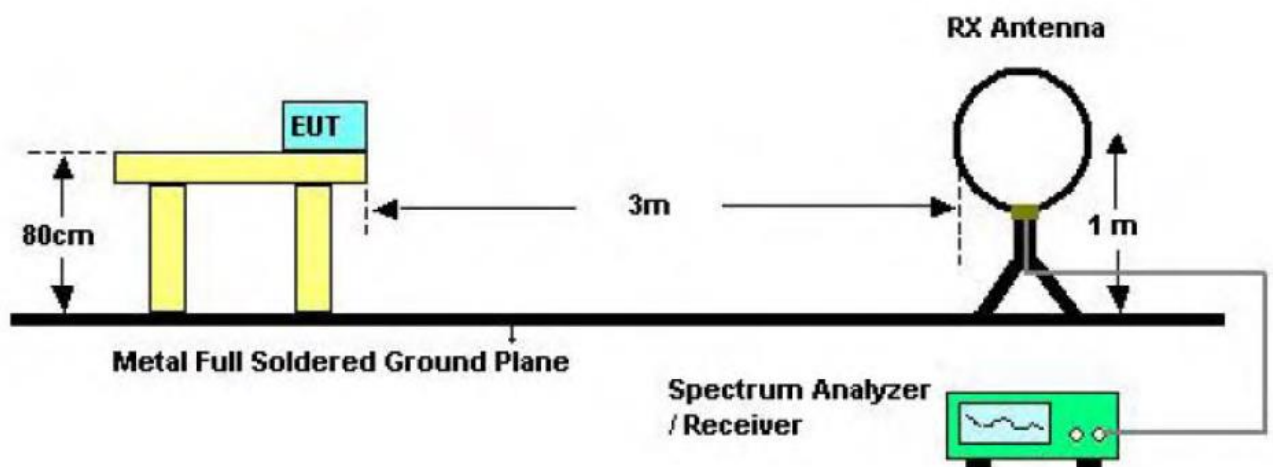 RX Antenna
EUT
3m
80cm
1 m
Metal Full Soldered Ground Plane
Spectrum Analyzer
/ Receiver